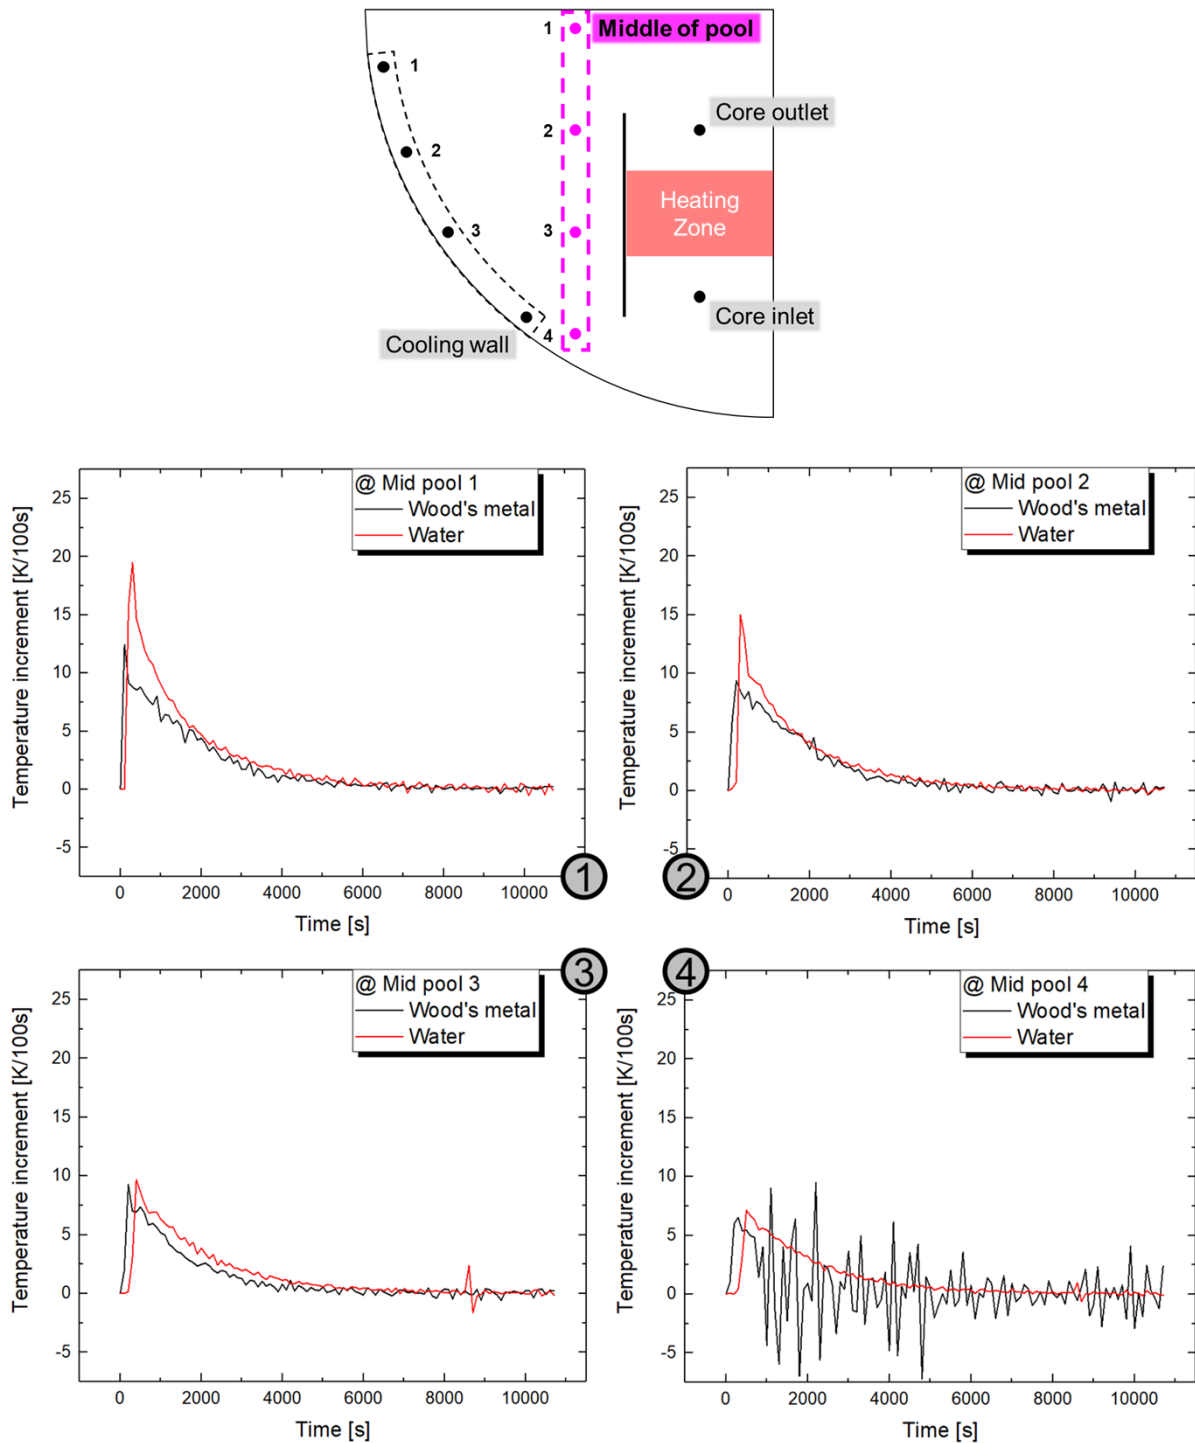 1
Middle of pool
1
2
Core outlet
2
3
Heating
Zone
3
Core inlet
4
Cooling wall
@ Mid pool 1
Wood's metal
Water
Temperature increment [K/100s]
25
20
15
10
5
0
-5
0 2000 4000 6000 8000 10000
Time [s]
1
@ Mid pool 2
Wood's metal
Water
Temperature increment [K/100s]
25
20
15
10
5
0
-5
0 2000 4000 6000 8000 10000
Time [s]
2
@ Mid pool 3
Wood's metal
Water
Temperature increment [K/100s]
25
20
15
10
5
0
-5
0 2000 4000 6000 8000 10000
Time [s]
3
@ Mid pool 4
Wood's metal
Water
Temperature increment [K/100s]
25
20
15
10
5
0
-5
0 2000 4000 6000 8000 10000
Time [s]
4